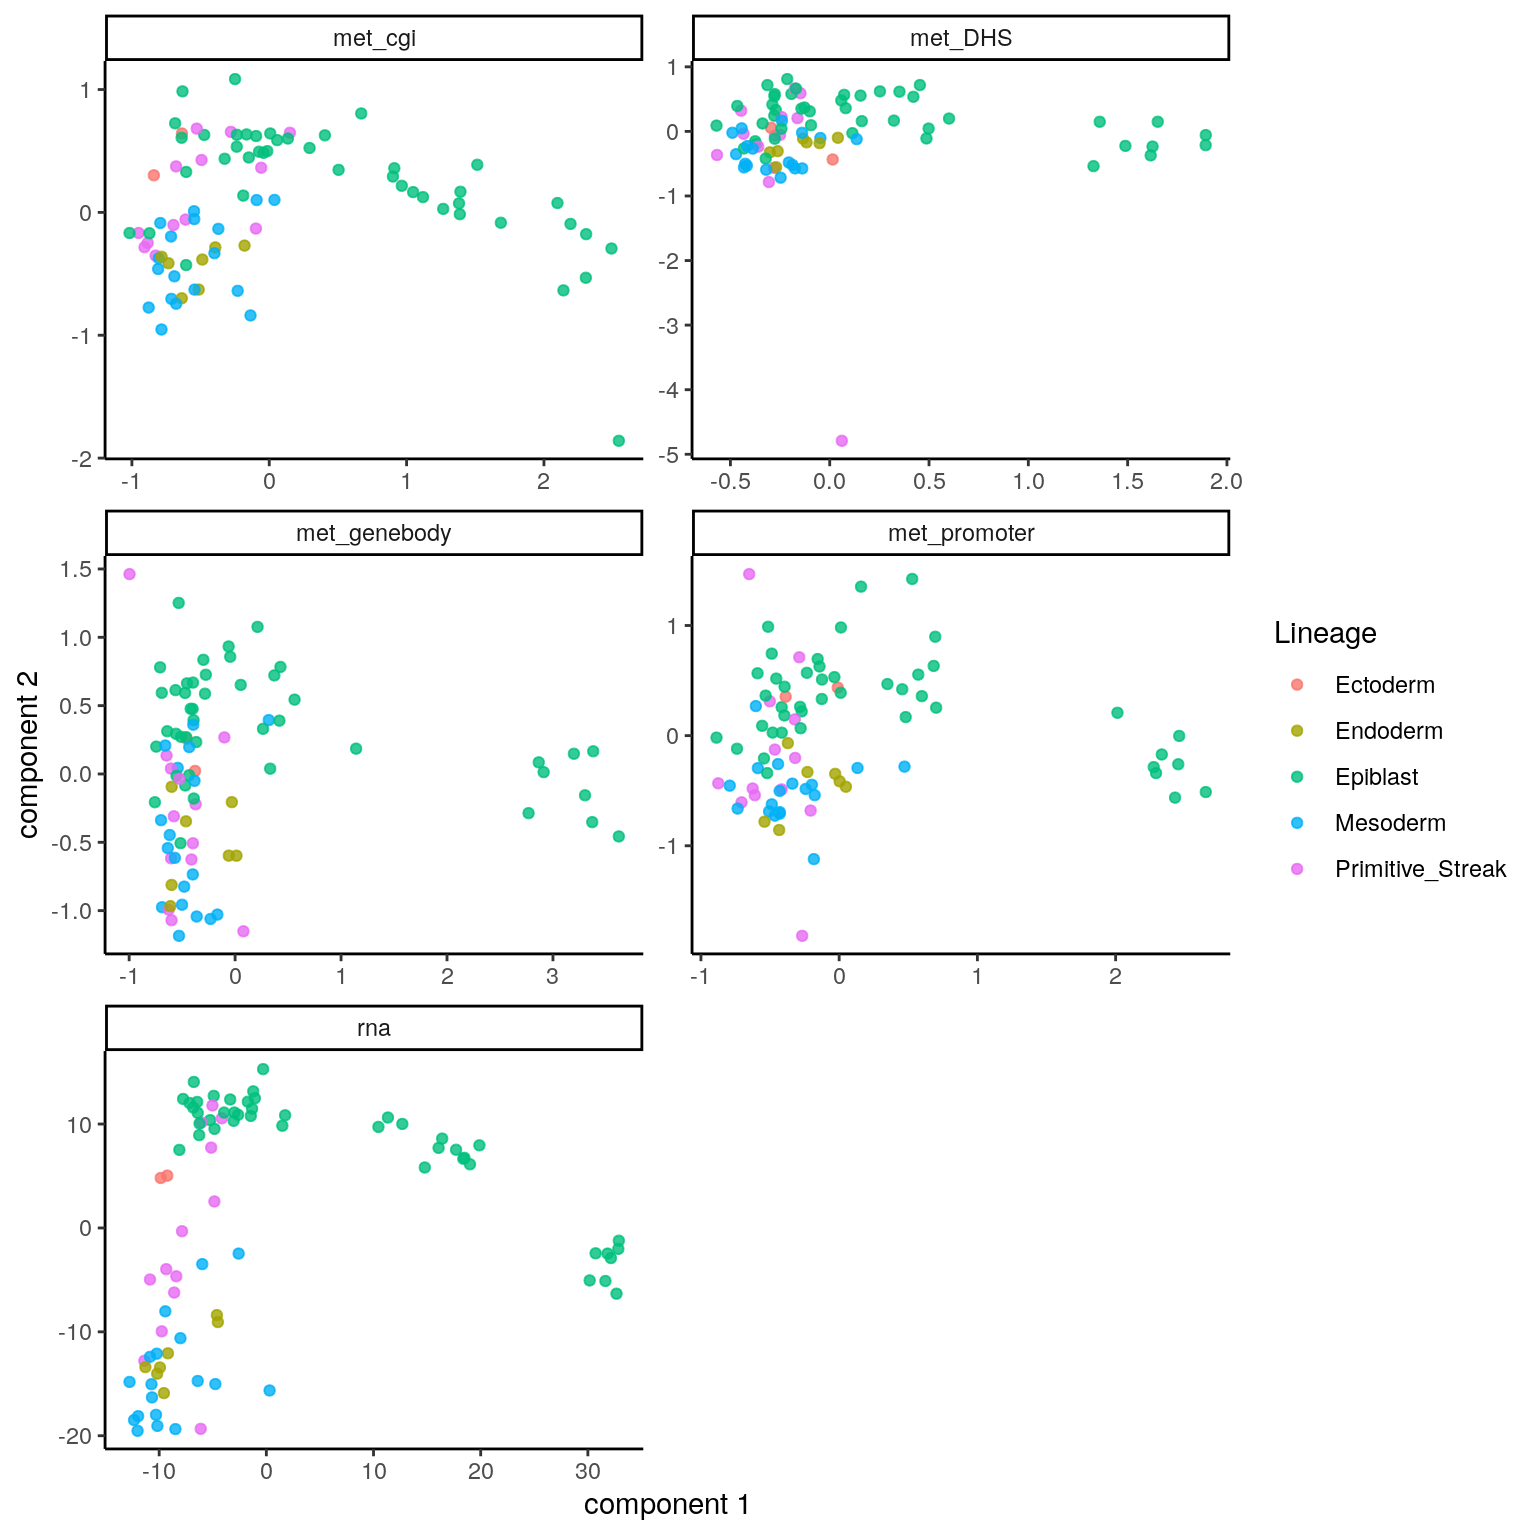 met_cgi
met_DHS
1
0
-1
-2
1
0
-1
-2
-3
-4
-5
-1 0 1 2
-0.5 0.0 0.5 1.0 1.5 2.0
met_genebody
met_promoter
1.5
1.0
0.5
0.0
-0.5
-1.0
1
0
-1
-1 0 1 2 3
-1 0 1 2
rna
10
0
-10
-20
-10 0 10 20 30
component 1
component 2
Lineage
Ectoderm
Endoderm
Epiblast
Mesoderm
Primitive_Streak